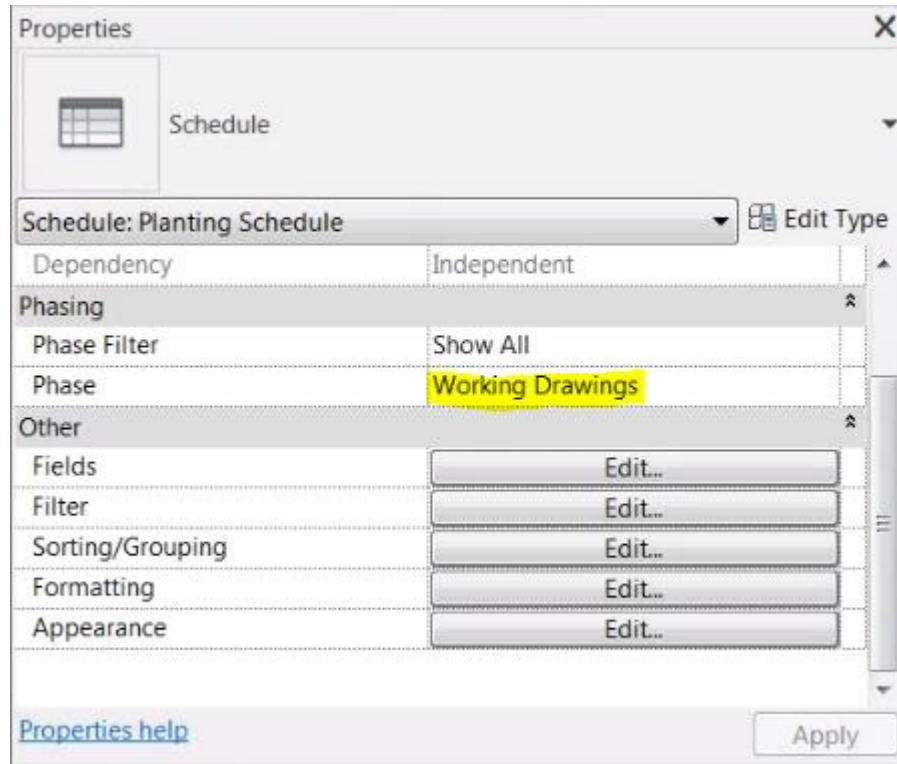 Properties
Schedule
Schedule: Planting Schedule Edit Type
Dependency Independent
Phasing
Phase Filter Show All
Phase Working Drawings
Other
Fields Edit...
Filter Edit...
Sorting/Grouping Edit...
Formatting Edit...
Appearance Edit...
Properties help Apply